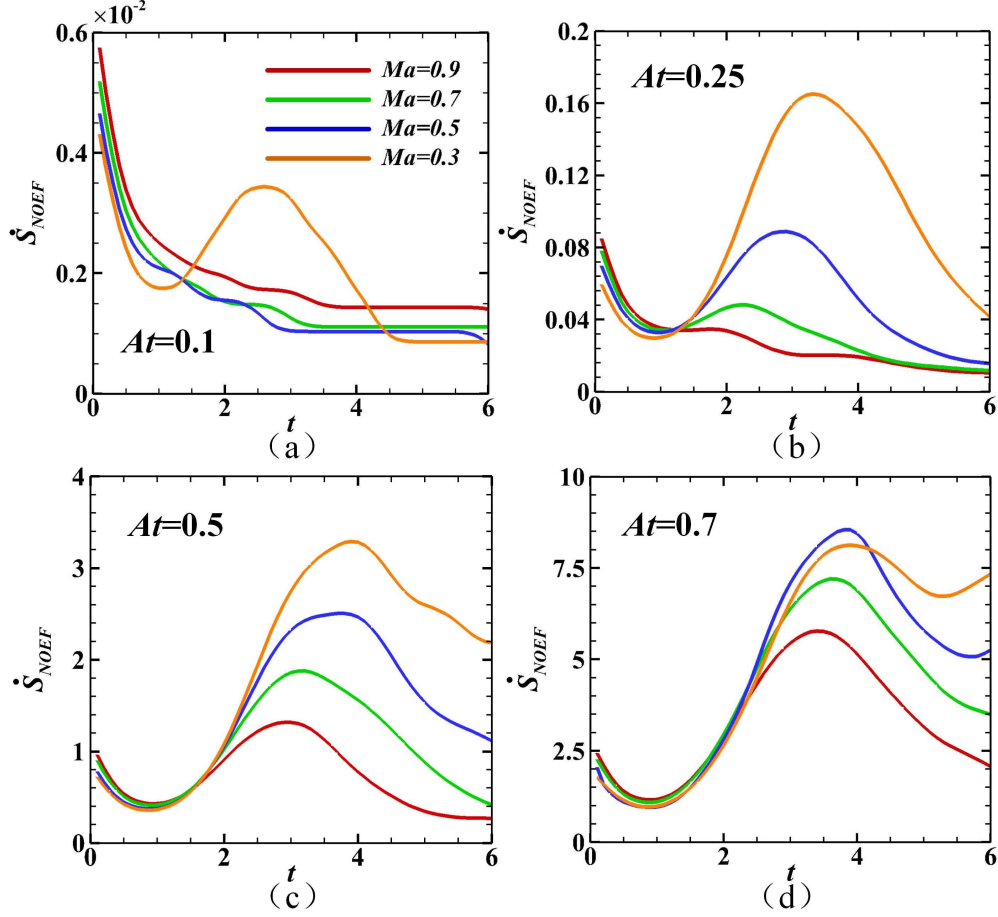 ×10⁻²
0.6
0.4
0.2
0
0 2 4 6
Ṡ_NOEF
t
Ma=0.9
Ma=0.7
Ma=0.5
Ma=0.3
At=0.1
(a)
0.2
0.16
0.12
0.08
0.04
0
0 2 4 6
Ṡ_NOEF
t
At=0.25
(b)
4
3
2
1
0
0 2 4 6
Ṡ_NOEF
t
At=0.5
(c)
10
7.5
5
2.5
0
0 2 4 6
Ṡ_NOEF
t
At=0.7
(d)